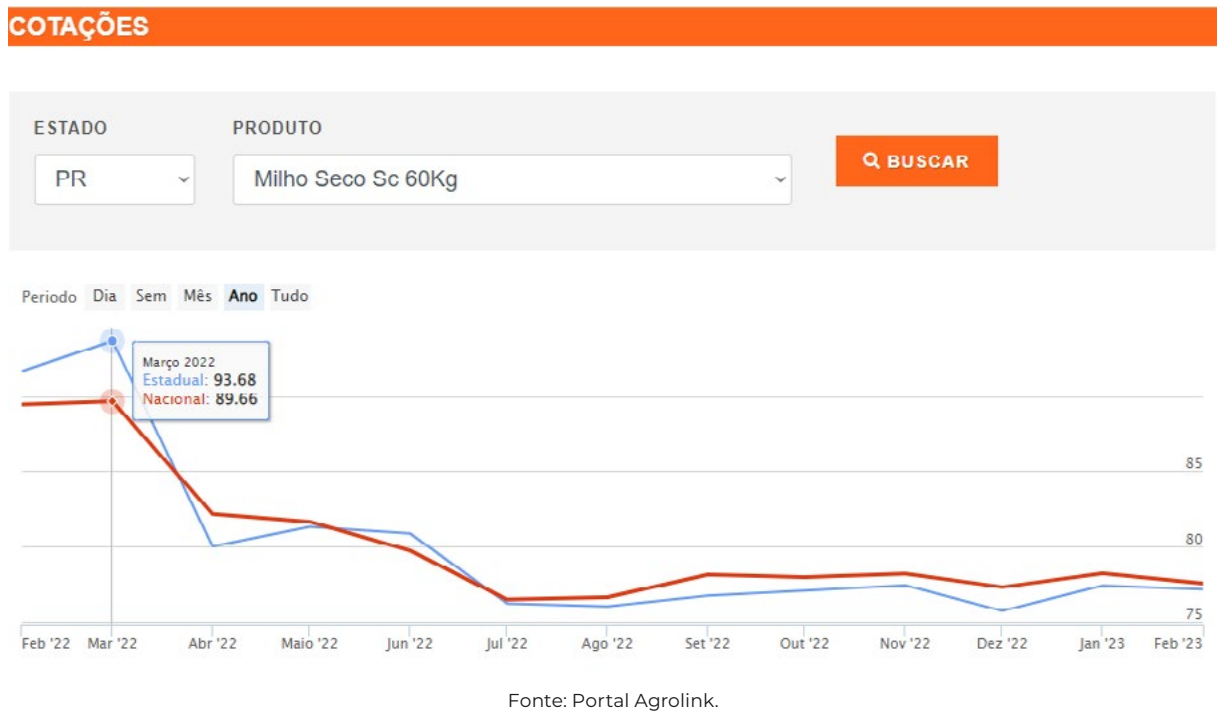 COTAÇÕES
ESTADO PRODUTO
PR Milho Seco Sc 60Kg BUSCAR
Periodo Dia Sem Mês Ano Tudo
Março 2022
Estadual: 93.68
Nacional: 89.66
85
80
75
Feb '22 Mar '22 Abr '22 Maio '22 Jun '22 Jul '22 Ago '22 Set '22 Out '22 Nov '22 Dez '22 Jan '23 Feb '23
Fonte: Portal Agrolink.